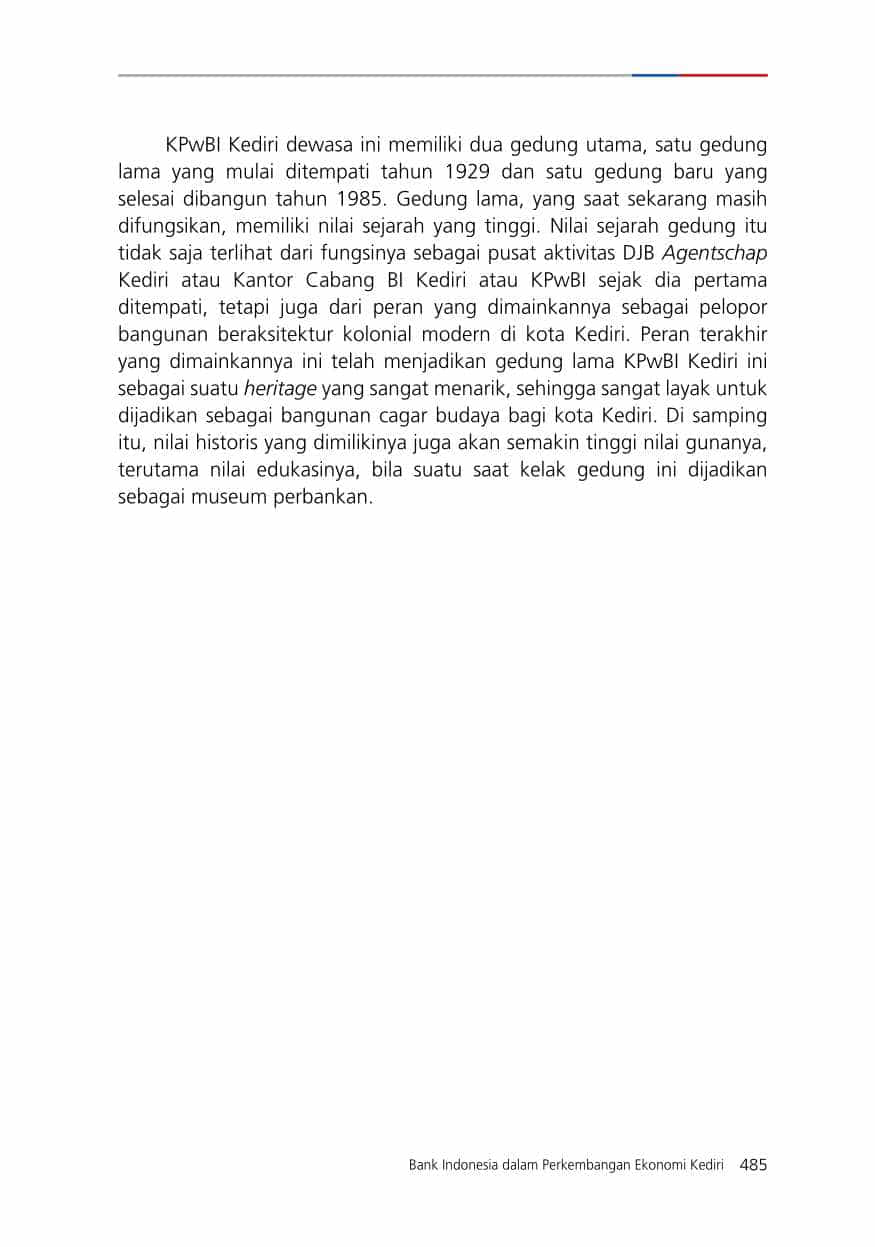 KPwBI Kediri dewasa ini memiliki dua gedung utama, satu gedung
lama yang mulai ditempati tahun 1929 dan satu gedung baru yang
selesai dibangun tahun 1985. Gedung lama, yang saat sekarang masih
difungsikan, memiliki nilai sejarah yang tinggi. Nilai sejarah gedung itu
tidak saja terlihat dari fungsinya sebagai pusat aktivitas DJB Agentschap
Kediri atau Kantor Cabang BI Kediri atau KPwBI sejak dia pertama
ditempati, tetapi juga dari peran yang dimainkannya sebagai pelopor
bangunan beraksitektur kolonial modern di kota Kediri. Peran terakhir
yang dimainkannya ini telah menjadikan gedung lama KPwBI Kediri ini
sebagai suatu heritage yang sangat menarik, sehingga sangat layak untuk
dijadikan sebagai bangunan cagar budaya bagi kota Kediri. Di samping
itu, nilai historis yang dimilikinya juga akan semakin tinggi nilai gunanya,
terutama nilai edukasinya, bila suatu saat kelak gedung ini dijadikan
sebagai museum perbankan.
Bank Indonesia dalam Perkembangan Ekonomi Kediri 485